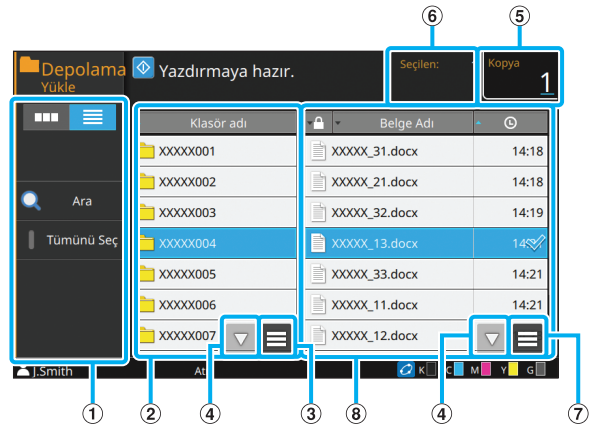 ⑥ ⑤
Depolama
Yükle
Yazdırmaya hazır.
Seçilen:
Kopya
1
Klasör adı
Belge Adı
XXXXX001
XXXXX_31.docx 14:18
XXXXX002
XXXXX_21.docx 14:18
Ara
XXXXX003
XXXXX_32.docx 14:19
Tümünü Seç
XXXXX004
XXXXX_13.docx
XXXXX005
XXXXX_33.docx 14:21
XXXXX006
XXXXX_11.docx 14:21
XXXXX007
XXXXX_12.docx
J.Smith
At
K C M Y G
① ② ④ ③ ⑧ ④ ⑦